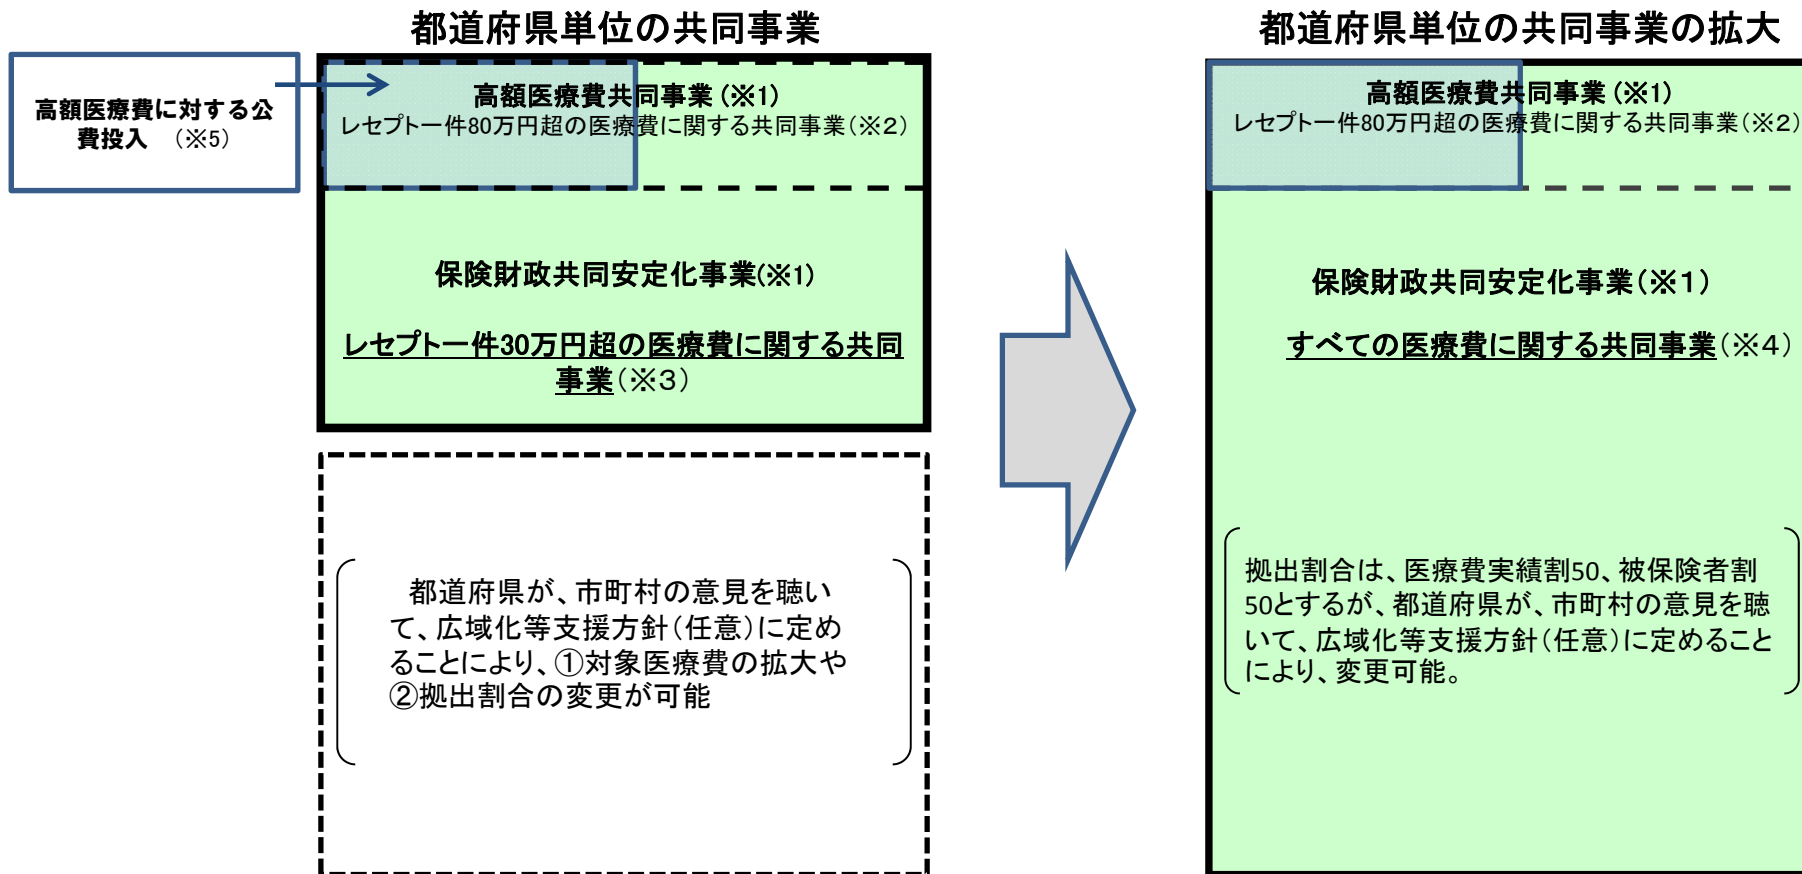 都道府県単位の共同事業
高額医療費に対する公
費投入　（※5）
高額医療費共同事業（※1）
レセプト一件80万円超の医療費に関する共同事業（※２）
保険財政共同安定化事業(※1)
レセプト一件30万円超の医療費に関する共同
事業（※３）
都道府県が、市町村の意見を聴い
て、広域化等支援方針（任意）に定め
ることにより、①対象医療費の拡大や
②拠出割合の変更が可能
都道府県単位の共同事業の拡大
高額医療費共同事業（※1）
レセプト一件80万円超の医療費に関する共同事業（※２）
保険財政共同安定化事業（※１）
すべての医療費に関する共同事業（※４）
拠出割合は、医療費実績割50、被保険者割
50とするが、都道府県が、市町村の意見を聴
いて、広域化等支援方針（任意）に定めること
により、変更可能。